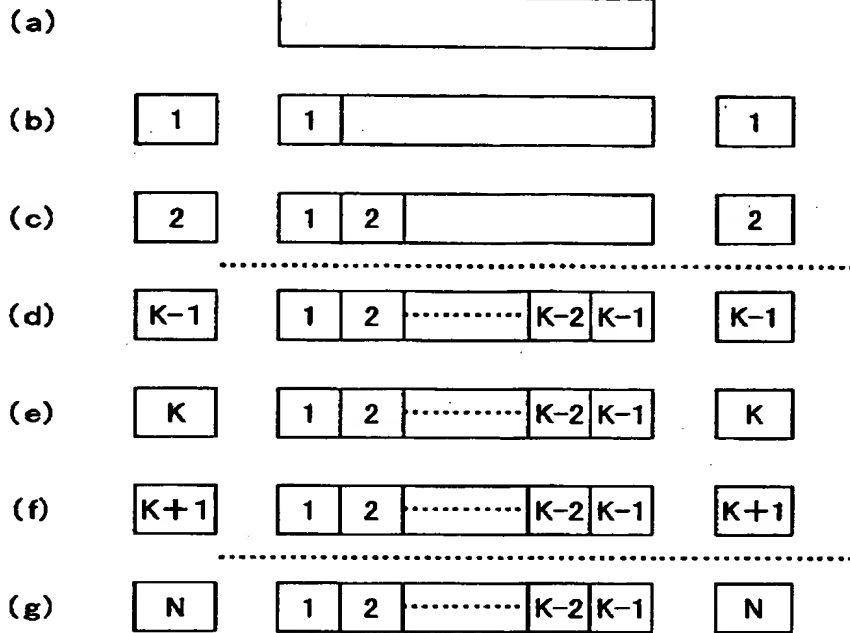 (a)
(b) 1 1 1
(c) 2 1 2 2
(d) K-1 1 2 K-2 K-1 K-1
(e) K 1 2 K-2 K-1 K
(f) K+1 1 2 K-2 K-1 K+1
(g) N 1 2 K-2 K-1 N